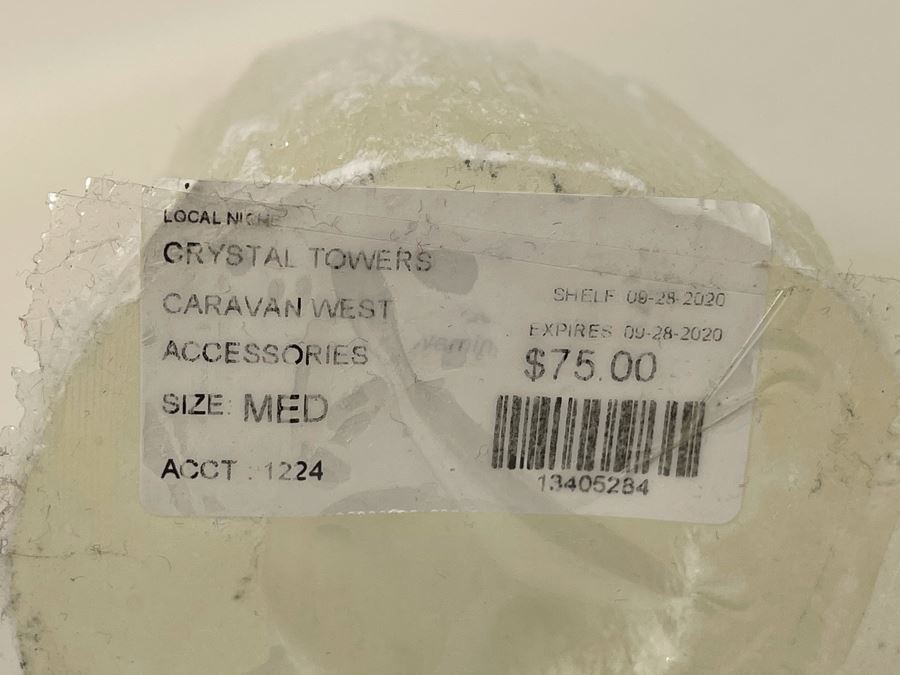 LOCAL NICHE
CRYSTAL TOWERS
CARAVAN WEST
ACCESSORIES
SIZE: MED
ACCT : 1224
SHELF 09-28-2020
EXPIRES 09-28-2020
$75.00
13405284